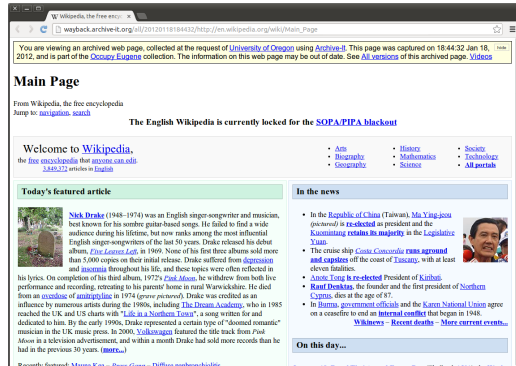 Wikipedia, the free ency
wayback.archive-it.org/all/20120118184432/http://en.wikipedia.org/wiki/Main_Page
You are viewing an archived web page, collected at the request of University of Oregon using Archive-It. This page was captured on 18:44:32 Jan 18,
hide
2012, and is part of the Occupy Eugene collection. The information on this web page may be out of date. See All versions of this archived page. Videos
Main Page
From Wikipedia, the free encyclopedia
Jump to: navigation, search
The English Wikipedia is currently locked for the SOPA/PIPA blackout
Welcome to Wikipedia,
the free encyclopedia that anyone can edit.
3,849,372 articles in English
• Arts
• Biography
• Geography
• History
• Mathematics
• Science
• Society
• Technology
• All portals
Today's featured article
Nick Drake (1948–1974) was an English singer-songwriter and musician,
best known for his sombre guitar-based songs. He failed to find a wide
audience during his lifetime, but now ranks among the most influential
English singer-songwriters of the last 50 years. Drake released his debut
album, Five Leaves Left, in 1969. None of his first three albums sold more
than 5,000 copies on their initial release. Drake suffered from depression
and insomnia throughout his life, and these topics were often reflected in
his lyrics. On completion of his third album, 1972's Pink Moon, he withdrew from both live
performance and recording, retreating to his parents' home in rural Warwickshire. He died
from an overdose of amitriptyline in 1974 (grave pictured). Drake was credited as an
influence by numerous artists during the 1980s, including The Dream Academy, who in 1985
reached the UK and US charts with "Life in a Northern Town", a song written for and
dedicated to him. By the early 1990s, Drake represented a certain type of "doomed romantic"
musician in the UK music press. In 2000, Volkswagen featured the title track from Pink
Moon in a television advertisement, and within a month Drake had sold more records than he
had in the previous 30 years. (more...)
Recently featured: Mauna Kea – Pru – Diffuse panbronchiolitis
In the news
• In the Republic of China (Taiwan), Ma Ying-jeou
(pictured) is re-elected as president and the
Kuomintang retains its majority in the Legislative
Yuan.
• The cruise ship Costa Concordia runs aground
and capsizes off the coast of Tuscany, with at least
eleven fatalities.
• Anote Tong is re-elected President of Kiribati.
• Rauf Denktaş, the founder and the first president of Northern
Cyprus, dies at the age of 87.
• In Burma, government officials and the Karen National Union agree
on a ceasefire to end an internal conflict that began in 1948.
Wikinews – Recent deaths – More current events...
On this day...